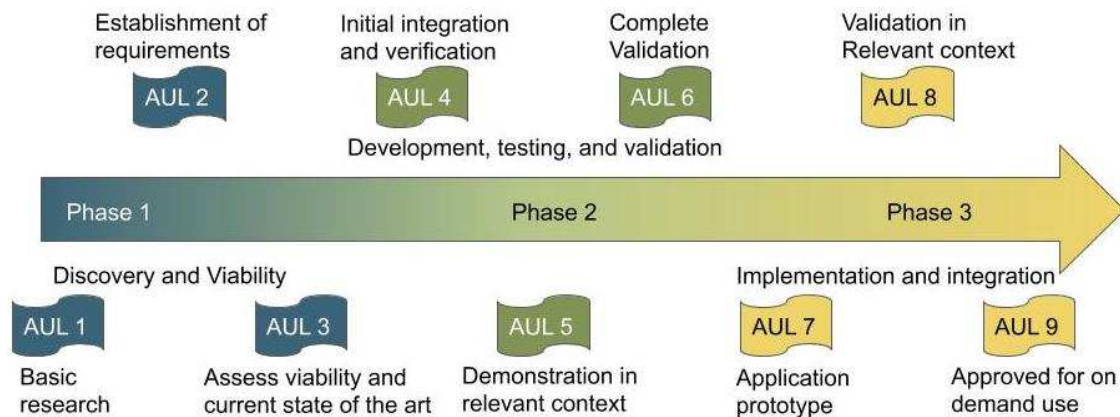 Establishment of
requirements
AUL 2
Initial integration
and verification
AUL 4
Complete
Validation
AUL 6
Validation in
Relevant context
AUL 8
Development, testing, and validation
Phase 1
Phase 2
Phase 3
Discovery and Viability
Implementation and integration
AUL 1
Basic
research
AUL 3
Assess viability and
current state of the art
AUL 5
Demonstration in
relevant context
AUL 7
Application
prototype
AUL 9
Approved for on
demand use